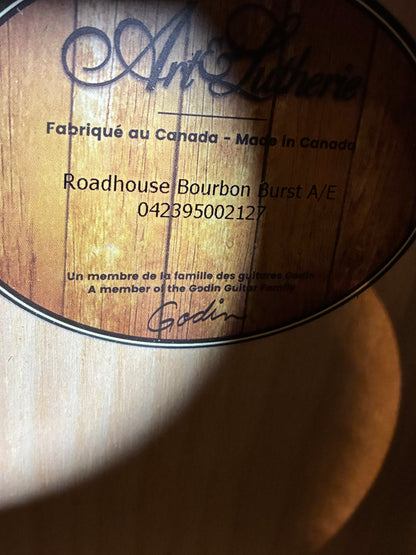 Art & Lutherie
Fabriqué au Canada - Made in Canada
Roadhouse Bourbon Burst A/E
042395002127
Un membre de la famille des guitares Godin
A member of the Godin Guitar Family
Godin